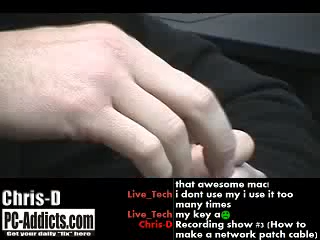 Chris-D
PC-Addicts.com
Get your daily "fix" here
that awesome mac!
Live_Tech i dont use my i use it too
many times
Live_Tech my key a
Chris-D Recording show #3 (How to
make a network patch cable)